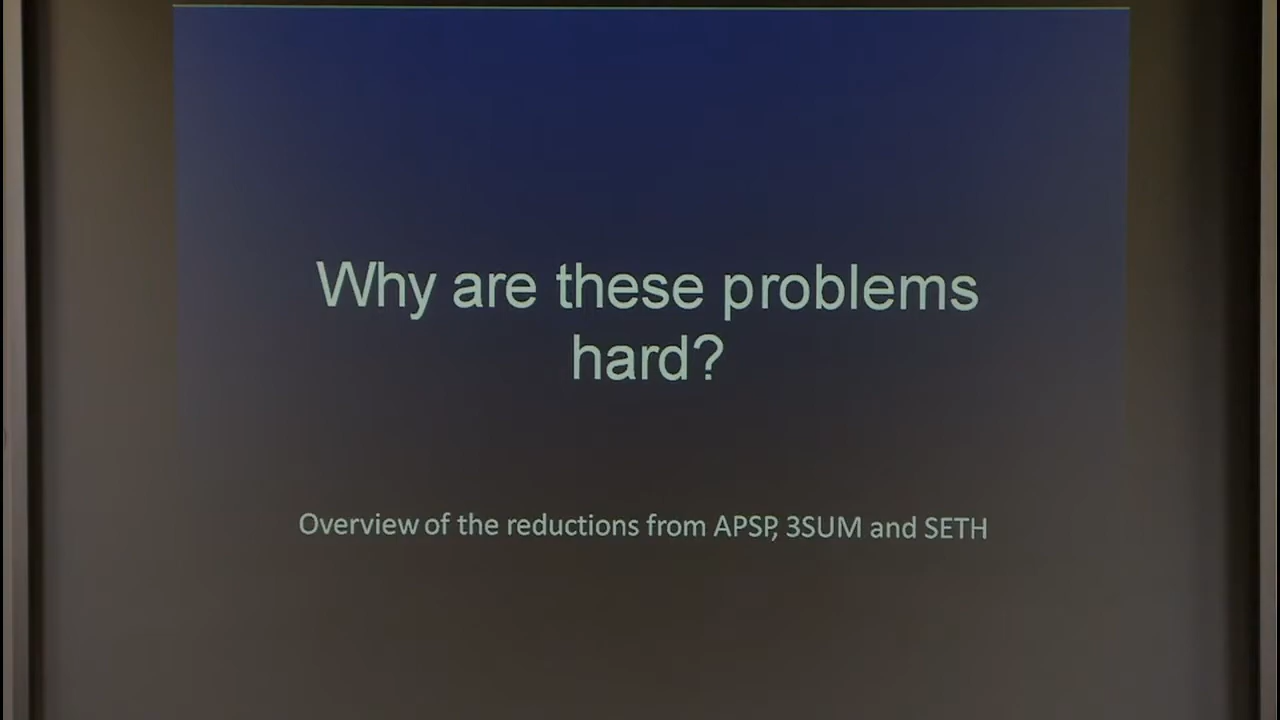 Why are these problems
hard?
Overview of the reductions from APSP, 3SUM and SETH